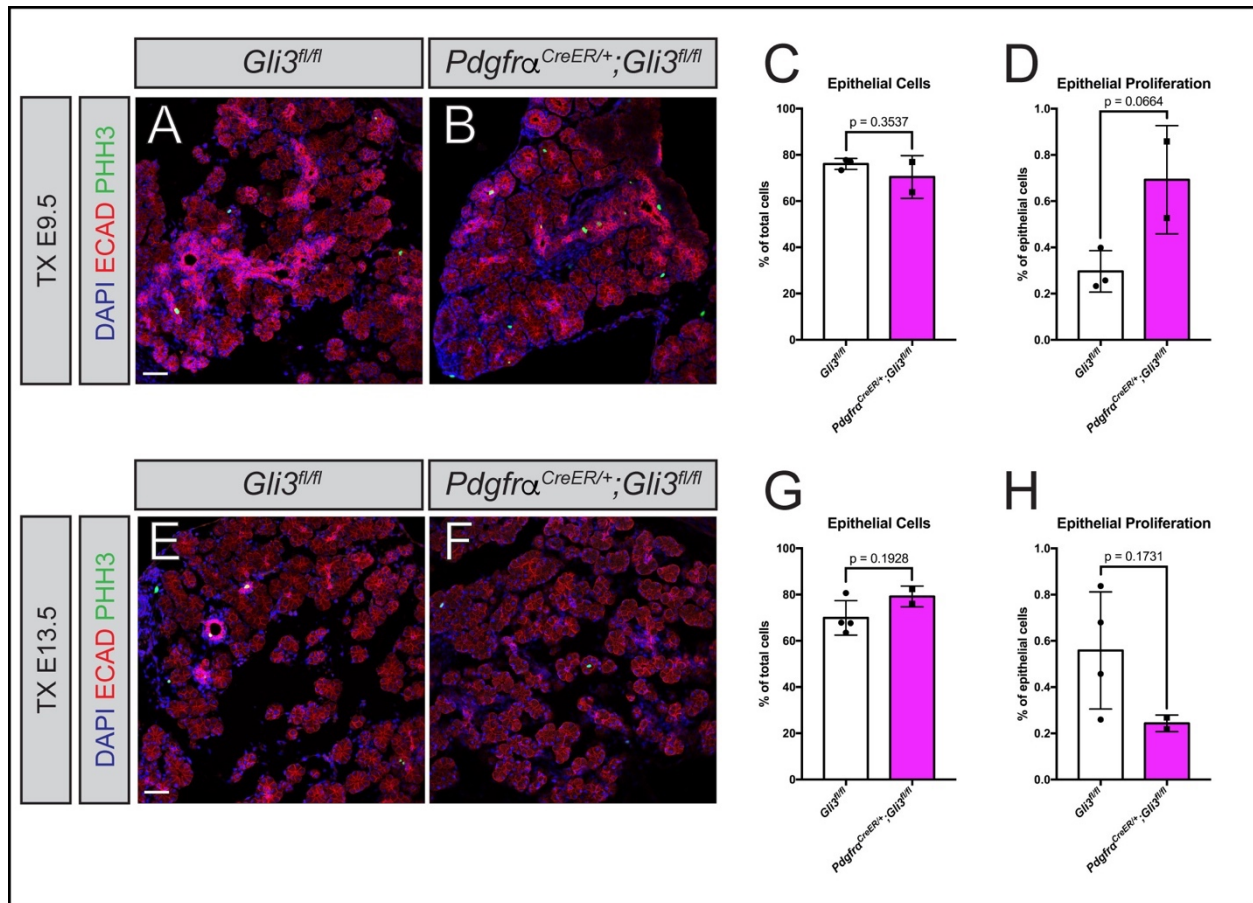 Gli3fl/fl
PdgfrαCreER/+;Gli3fl/fl
TX E9.5
DAPI ECAD PHH3
A
B
C
Epithelial Cells
p = 0.3537
% of total cells
100
80
60
40
20
0
Gli3fl/fl
PdgfrαCreER/+;Gli3fl/fl
D
Epithelial Proliferation
p = 0.0664
% of epithelial cells
1.0
0.8
0.6
0.4
0.2
0.0
Gli3fl/fl
PdgfrαCreER/+;Gli3fl/fl
Gli3fl/fl
PdgfrαCreER/+;Gli3fl/fl
TX E13.5
DAPI ECAD PHH3
E
F
G
Epithelial Cells
p = 0.1928
% of total cells
100
80
60
40
20
0
Gli3fl/fl
PdgfrαCreER/+;Gli3fl/fl
H
Epithelial Proliferation
p = 0.1731
% of epithelial cells
1.0
0.8
0.6
0.4
0.2
0.0
Gli3fl/fl
PdgfrαCreER/+;Gli3fl/fl